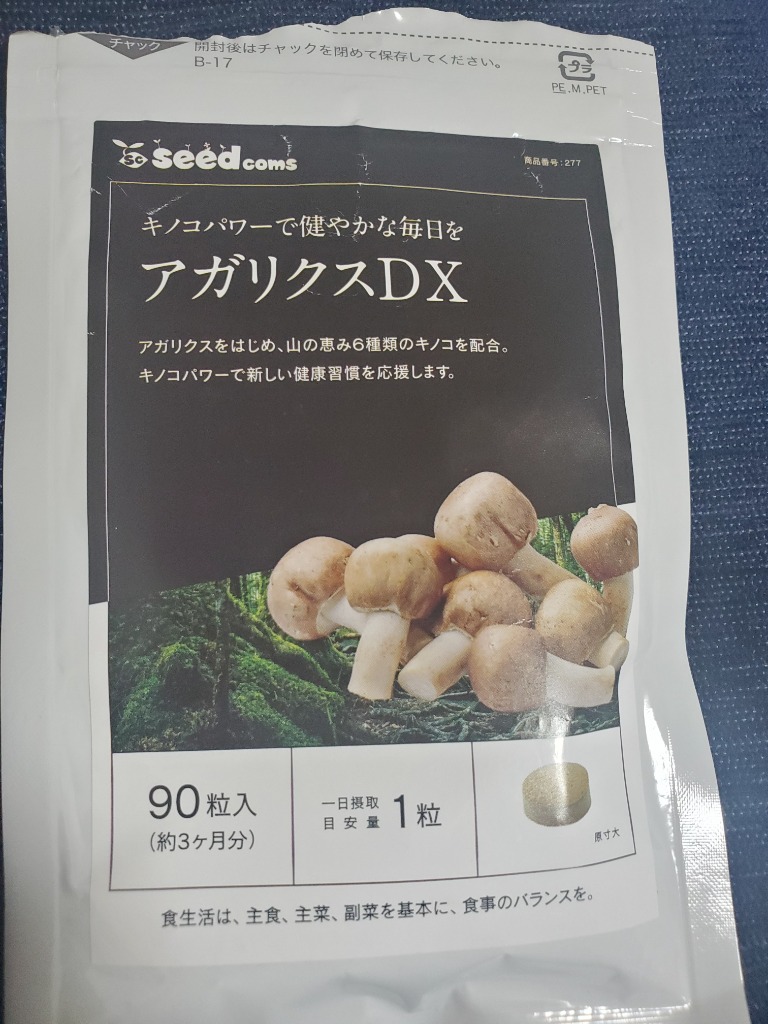 チャック
開封後はチャックを閉めて保存してください。
B-17
プラ
PE.M.PET
sc seedcoms
商品番号:277
キノコパワーで健やかな毎日を
アガリクスDX
アガリクスをはじめ、山の恵み6種類のキノコを配合。
キノコパワーで新しい健康習慣を応援します。
90粒入
(約3ヶ月分)
一日摂取
目安量 1粒
原寸大
食生活は、主食、主菜、副菜を基本に、食事のバランスを。